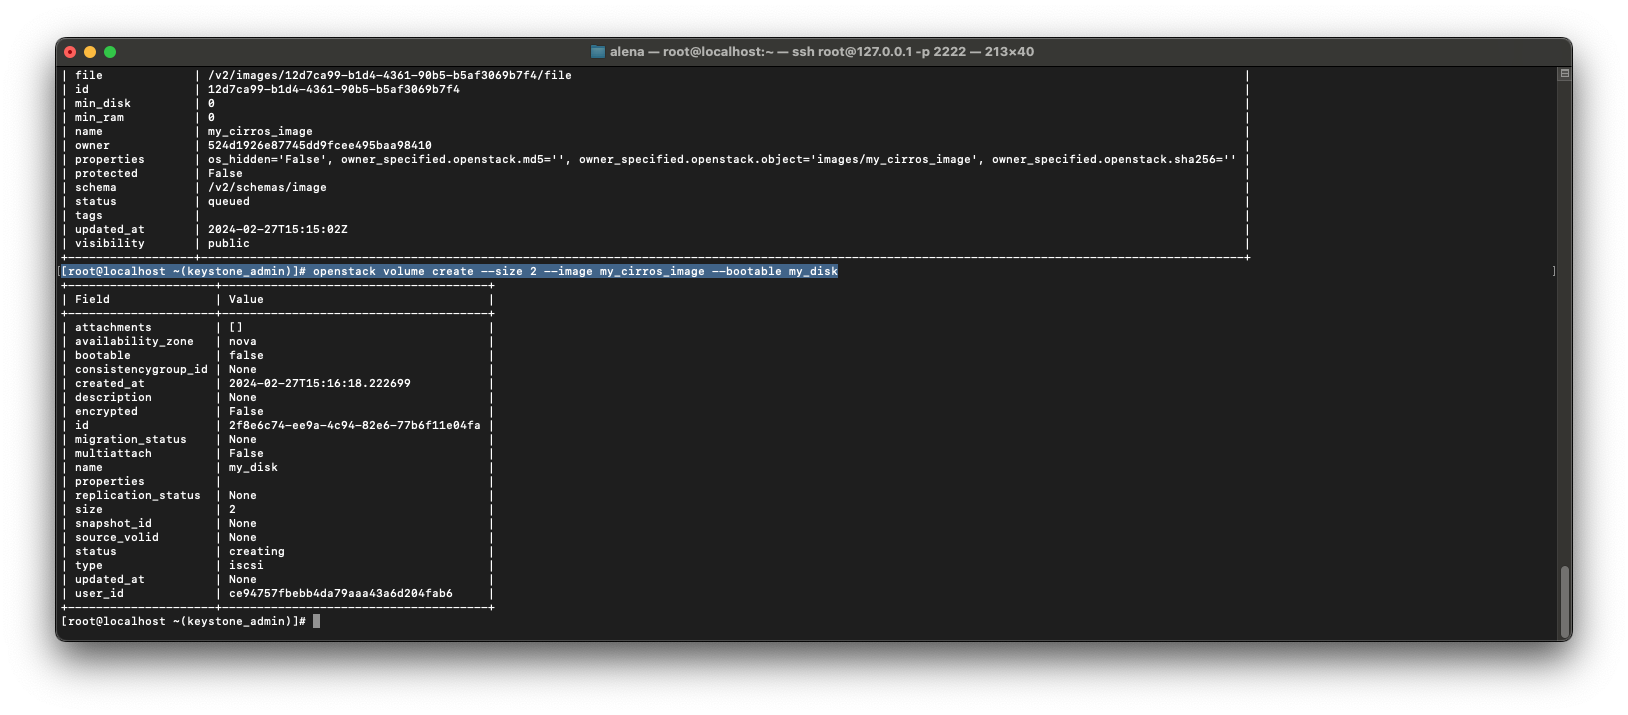 alena — root@localhost:~ — ssh root@127.0.0.1 -p 2222 — 213×40
| file | /v2/images/12d7ca99-b1d4-4361-90b5-b5af3069b7f4/file |
| id | 12d7ca99-b1d4-4361-90b5-b5af3069b7f4 |
| min_disk | 0 |
| min_ram | 0 |
| name | my_cirros_image |
| owner | 524d1926e87745dd9fcee495baa98410 |
| properties | os_hidden='False', owner_specified.openstack.md5='', owner_specified.openstack.object='images/my_cirros_image', owner_specified.openstack.sha256='' |
| protected | False |
| schema | /v2/schemas/image |
| status | queued |
| tags | |
| updated_at | 2024-02-27T15:15:02Z |
| visibility | public |
[root@localhost ~(keystone_admin)]# openstack volume create --size 2 --image my_cirros_image --bootable my_disk
| Field | Value |
| attachments | [] |
| availability_zone | nova |
| bootable | false |
| consistencygroup_id | None |
| created_at | 2024-02-27T15:16:18.222699 |
| description | None |
| encrypted | False |
| id | 2f8e6c74-ee9a-4c94-82e6-77b6f11e04fa |
| migration_status | None |
| multiattach | False |
| name | my_disk |
| properties | |
| replication_status | None |
| size | 2 |
| snapshot_id | None |
| source_volid | None |
| status | creating |
| type | iscsi |
| updated_at | None |
| user_id | ce94757fbebb4da79aaa43a6d204fab6 |
[root@localhost ~(keystone_admin)]#